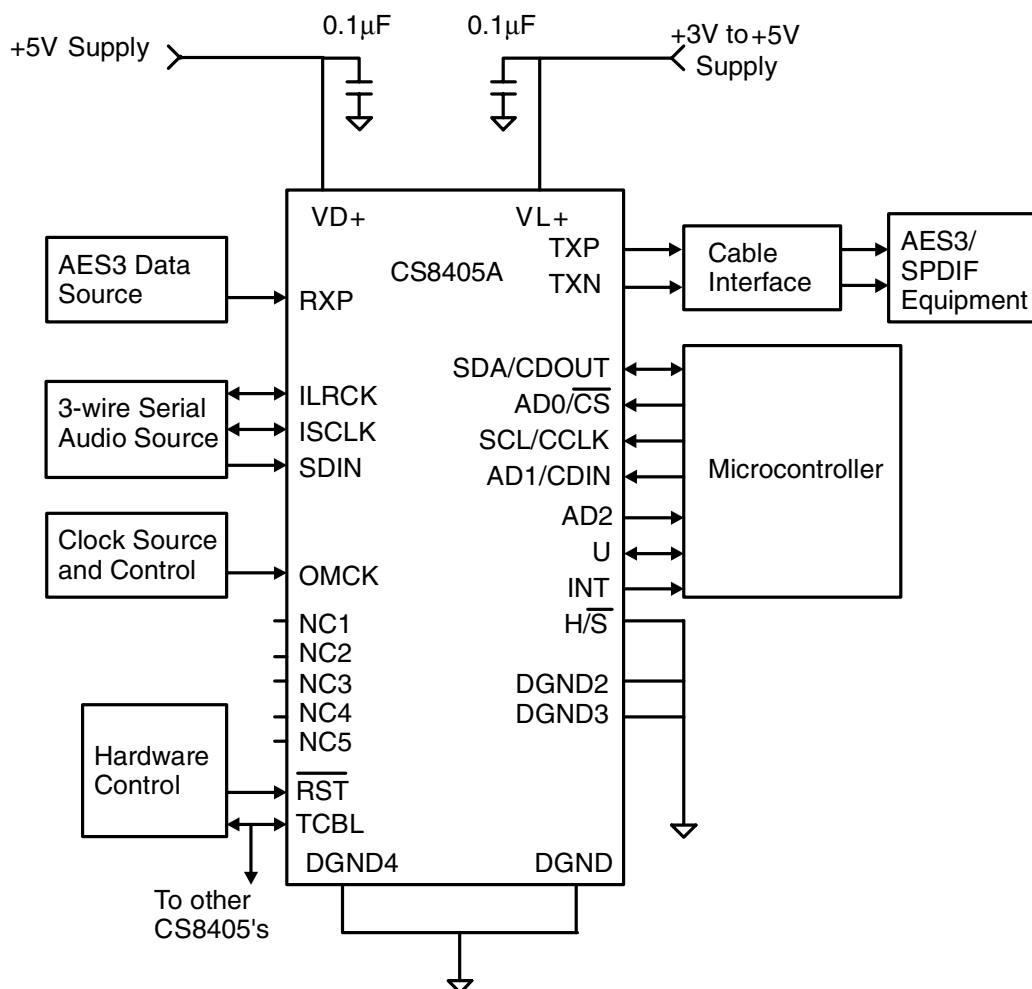 +5V Supply
0.1µF
0.1µF
+3V to +5V
Supply
VD+
VL+
CS8405A
AES3 Data
Source
RXP
TXP
TXN
Cable
Interface
AES3/
SPDIF
Equipment
3-wire Serial
Audio Source
ILRCK
ISCLK
SDIN
SDA/CDOUT
AD0/C̅S̅
SCL/CCLK
AD1/CDIN
AD2
U
INT
H/S̅
Microcontroller
Clock Source
and Control
OMCK
NC1
NC2
NC3
NC4
NC5
DGND2
DGND3
Hardware
Control
R̅S̅T̅
TCBL
DGND4
DGND
To other
CS8405's